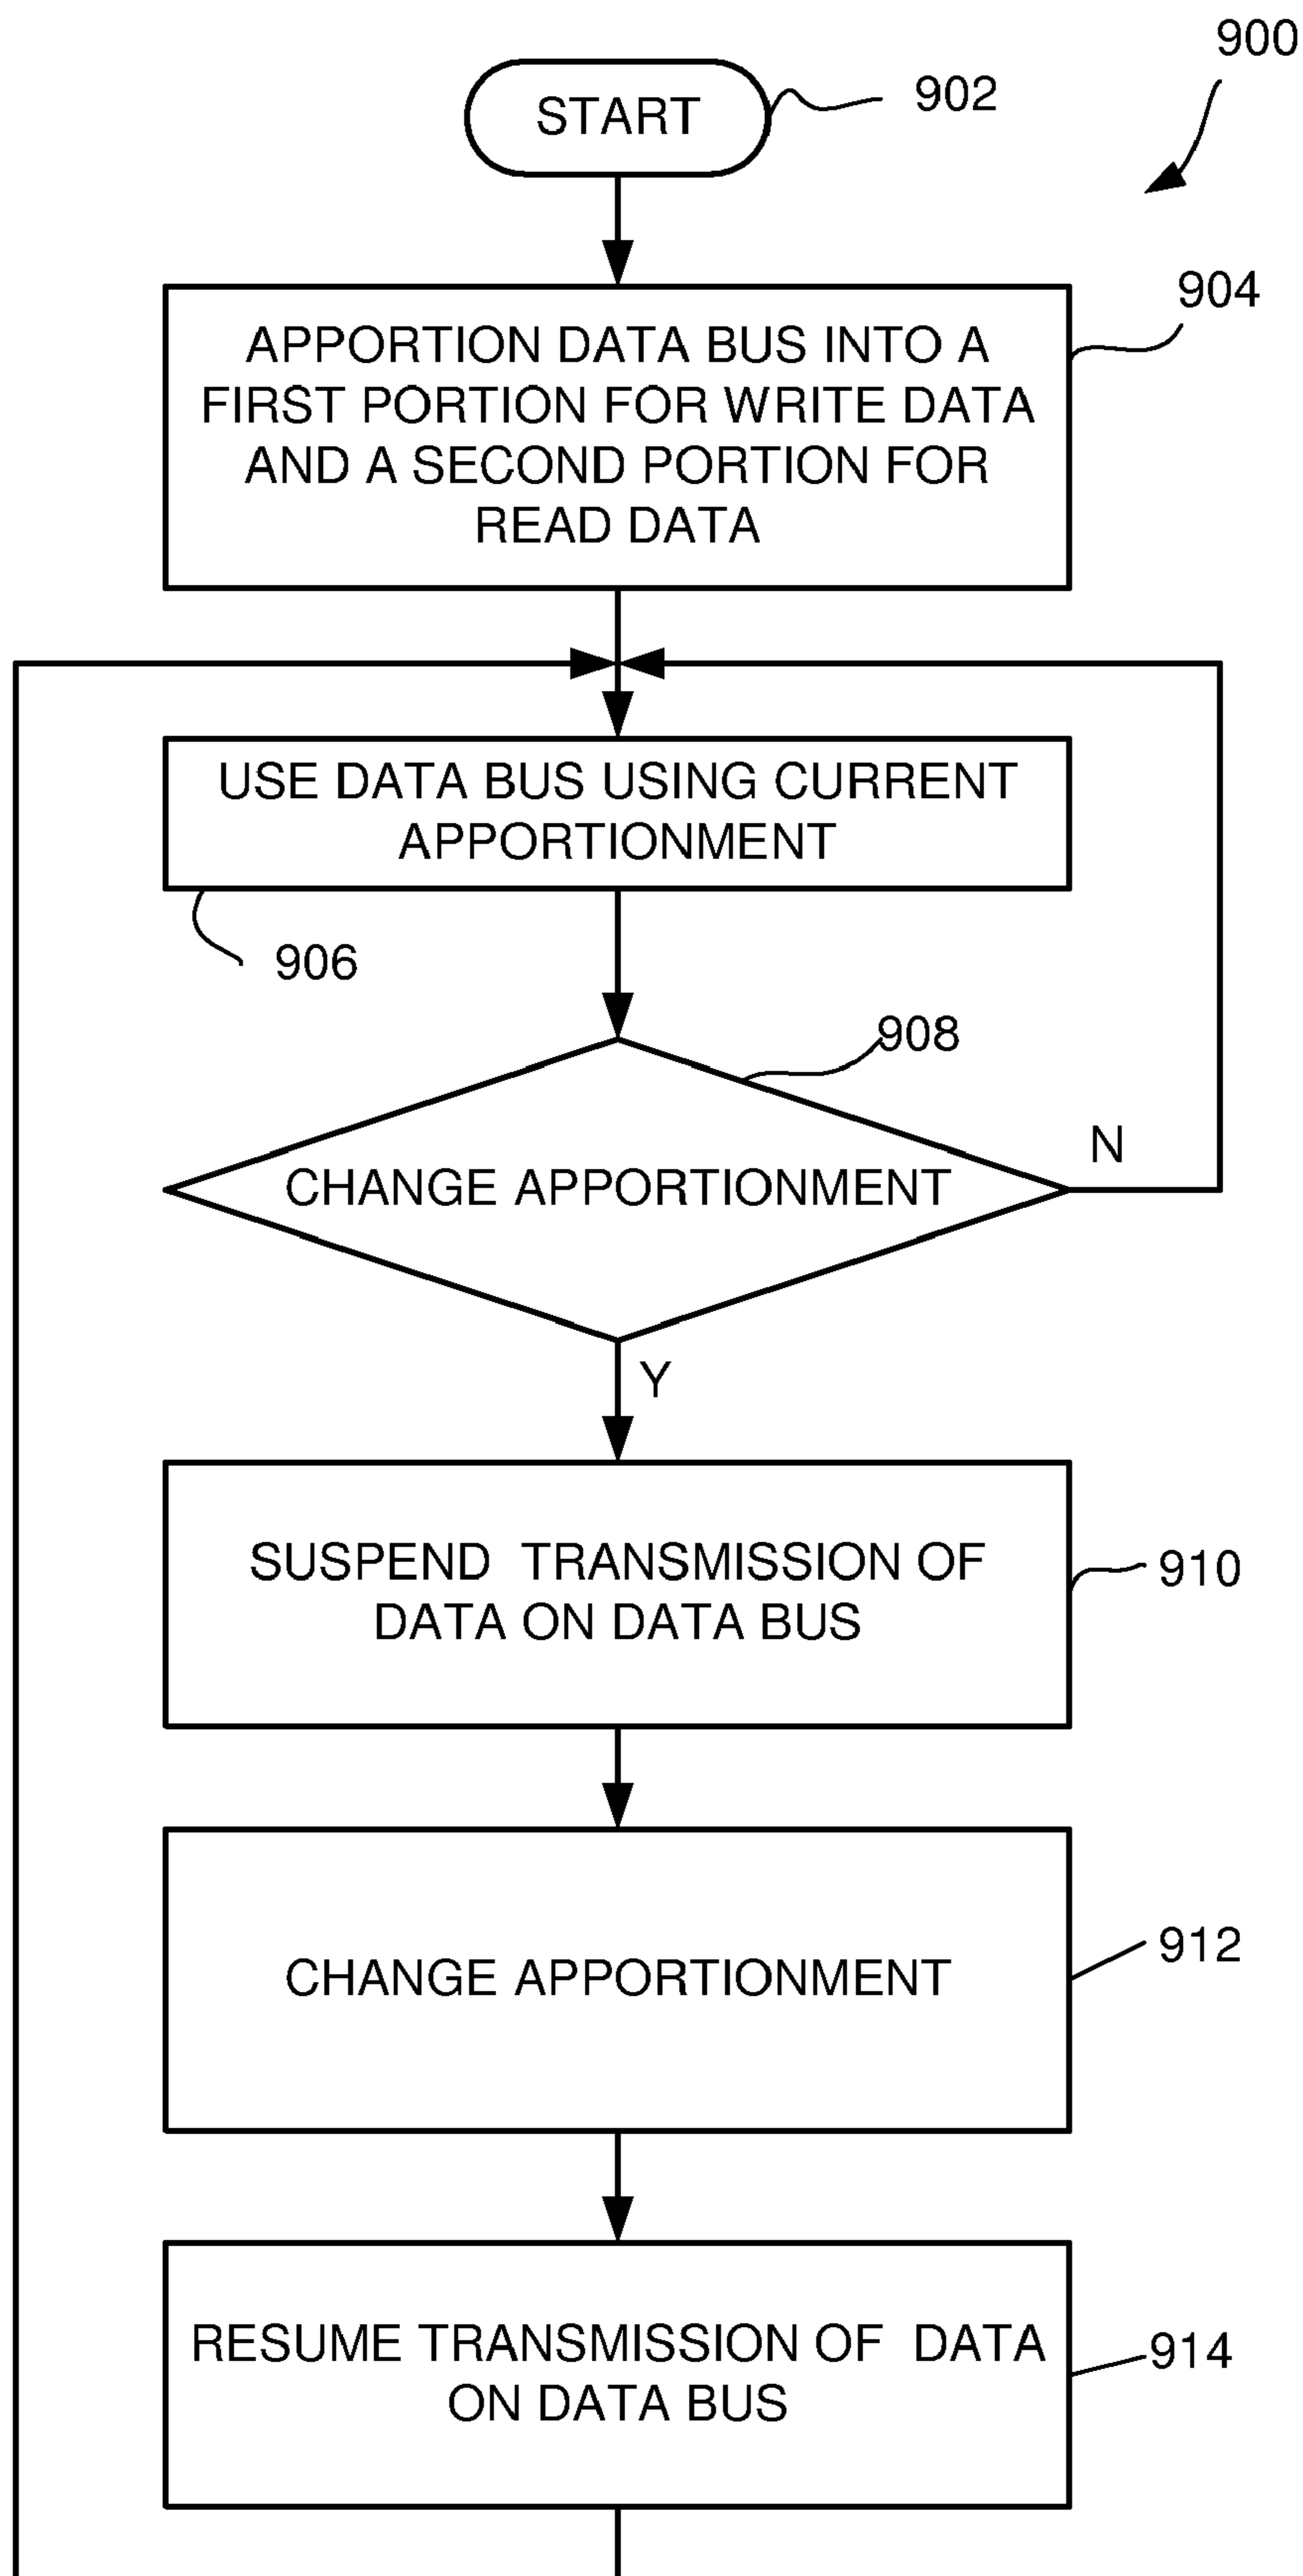 900
START
902
904
APPORTION DATA BUS INTO A
FIRST PORTION FOR WRITE DATA
AND A SECOND PORTION FOR
READ DATA
USE DATA BUS USING CURRENT
APPORTIONMENT
906
908
CHANGE APPORTIONMENT
N
Y
SUSPEND TRANSMISSION OF
DATA ON DATA BUS
910
CHANGE APPORTIONMENT
912
RESUME TRANSMISSION OF DATA
ON DATA BUS
914